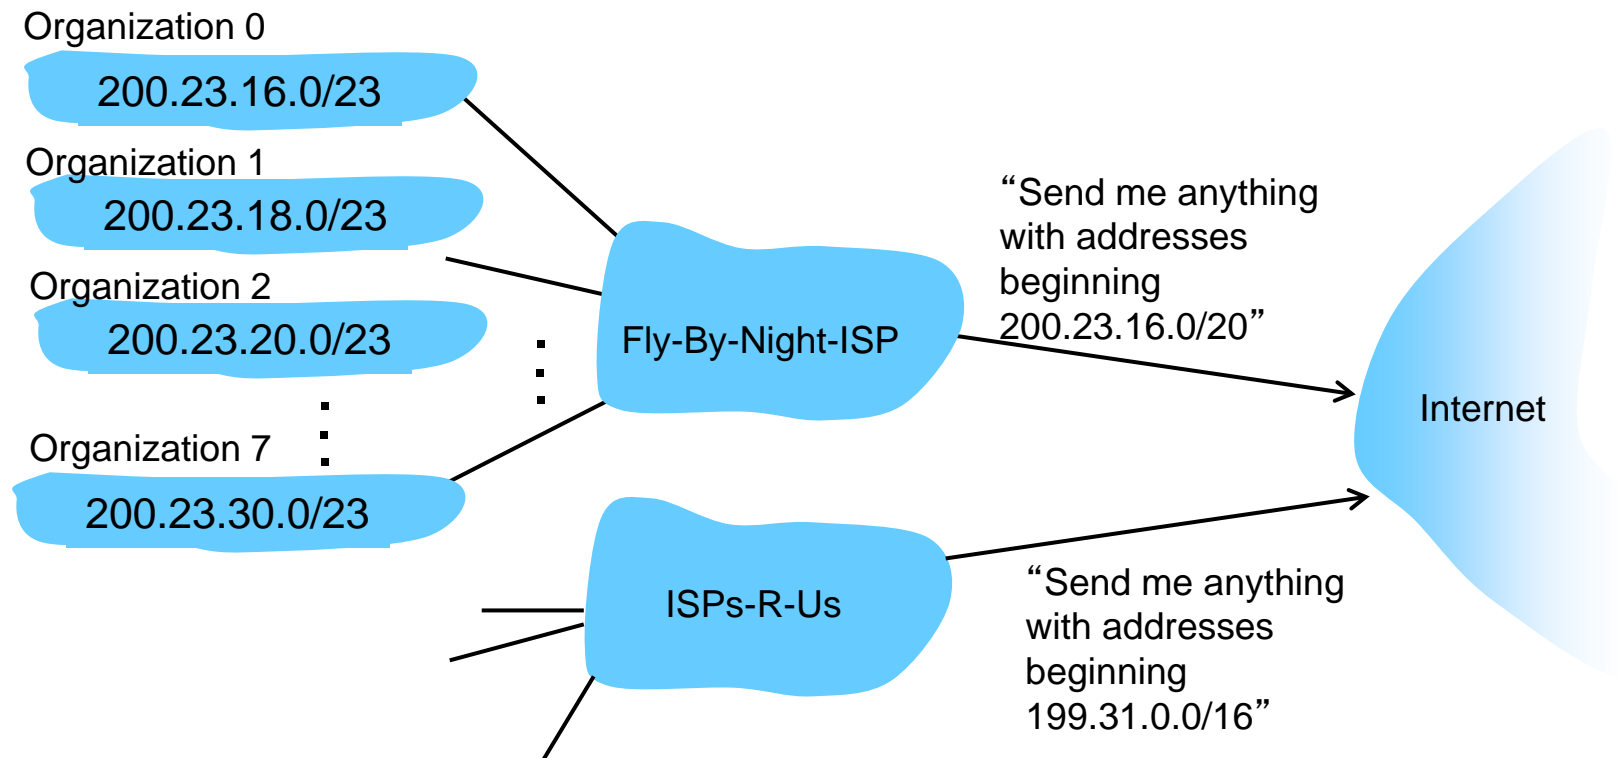 Organization 0
200.23.16.0/23
Organization 1
200.23.18.0/23
Organization 2
200.23.20.0/23
Organization 7
200.23.30.0/23
Fly-By-Night-ISP
“Send me anything
with addresses
beginning
200.23.16.0/20”
Internet
ISPs-R-Us
“Send me anything
with addresses
beginning
199.31.0.0/16”